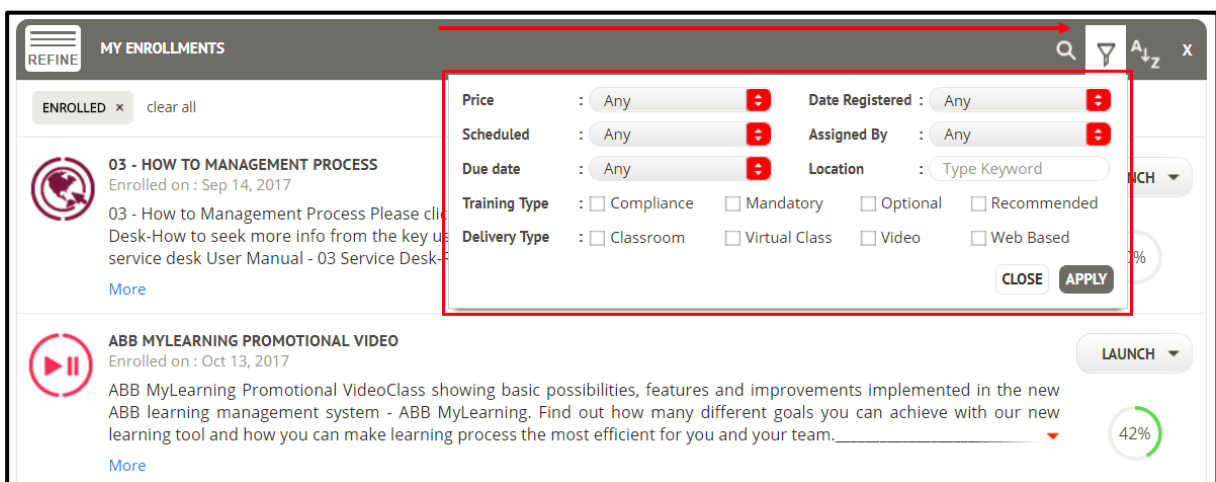 REFINE
MY ENROLLMENTS
A Z X
ENROLLED × clear all
Price : Any Date Registered : Any
Scheduled : Any Assigned By : Any
Due date : Any Location : Type Keyword
Training Type : Compliance Mandatory Optional Recommended
Delivery Type : Classroom Virtual Class Video Web Based
CLOSE APPLY
03 - HOW TO MANAGEMENT PROCESS
Enrolled on : Sep 14, 2017
03 - How to Management Process Please
Desk-How to seek more info from the key
service desk User Manual - 03 Service Desk-
More
ABB MYLEARNING PROMOTIONAL VIDEO
Enrolled on : Oct 13, 2017
LAUNCH
ABB MyLearning Promotional VideoClass showing basic possibilities, features and improvements implemented in the new
ABB learning management system - ABB MyLearning. Find out how many different goals you can achieve with our new
learning tool and how you can make learning process the most efficient for you and your team.
42%
More